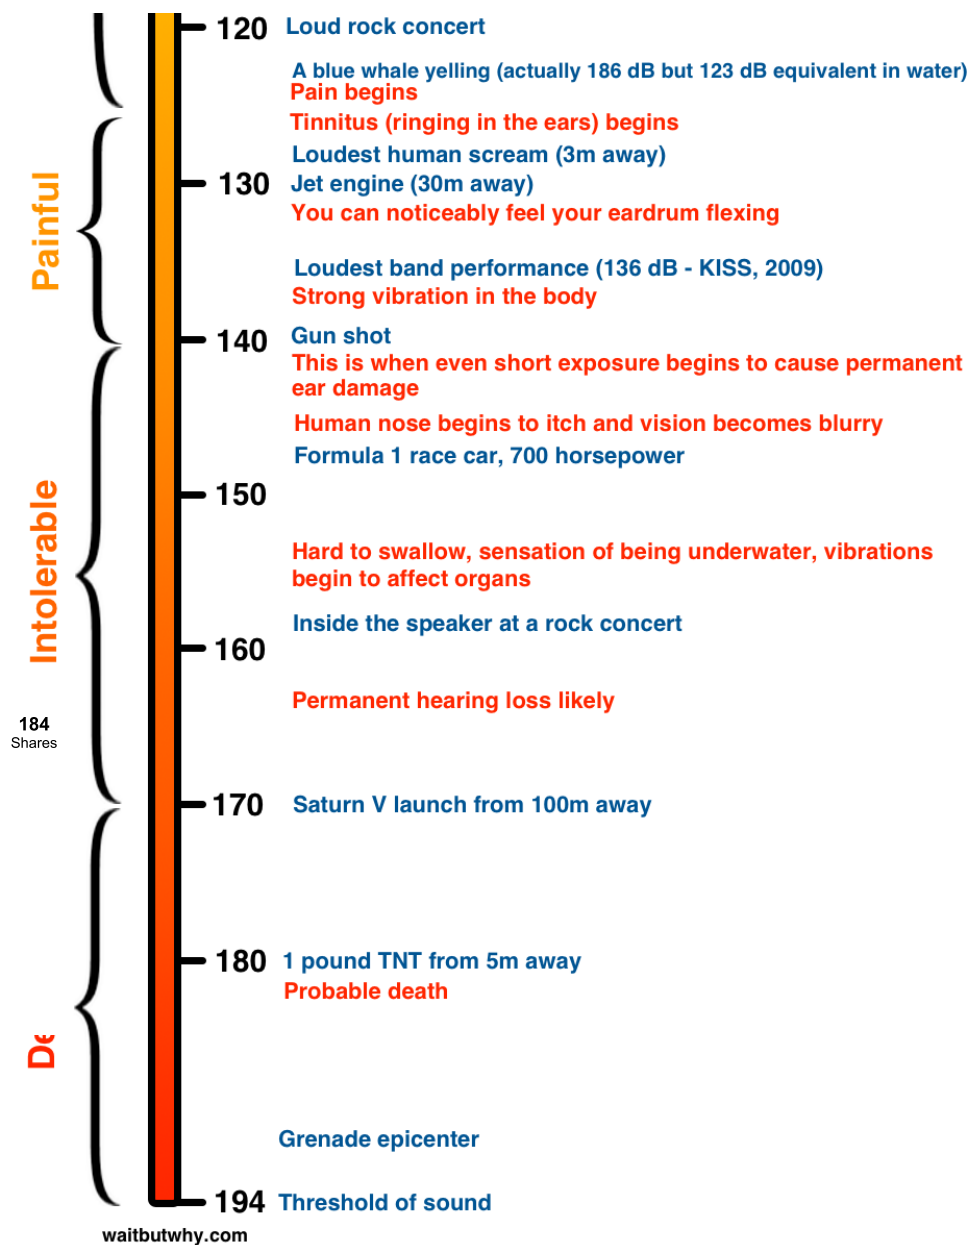 120 Loud rock concert
A blue whale yelling (actually 186 dB but 123 dB equivalent in water)
Pain begins
Tinnitus (ringing in the ears) begins
Loudest human scream (3m away)
130 Jet engine (30m away)
You can noticeably feel your eardrum flexing
Painful
Loudest band performance (136 dB - KISS, 2009)
Strong vibration in the body
140 Gun shot
This is when even short exposure begins to cause permanent
ear damage
Human nose begins to itch and vision becomes blurry
Formula 1 race car, 700 horsepower
150
Hard to swallow, sensation of being underwater, vibrations
begin to affect organs
Intolerable
Inside the speaker at a rock concert
160
Permanent hearing loss likely
184
Shares
170 Saturn V launch from 100m away
180 1 pound TNT from 5m away
Probable death
Grenade epicenter
194 Threshold of sound
waitbutwhy.com